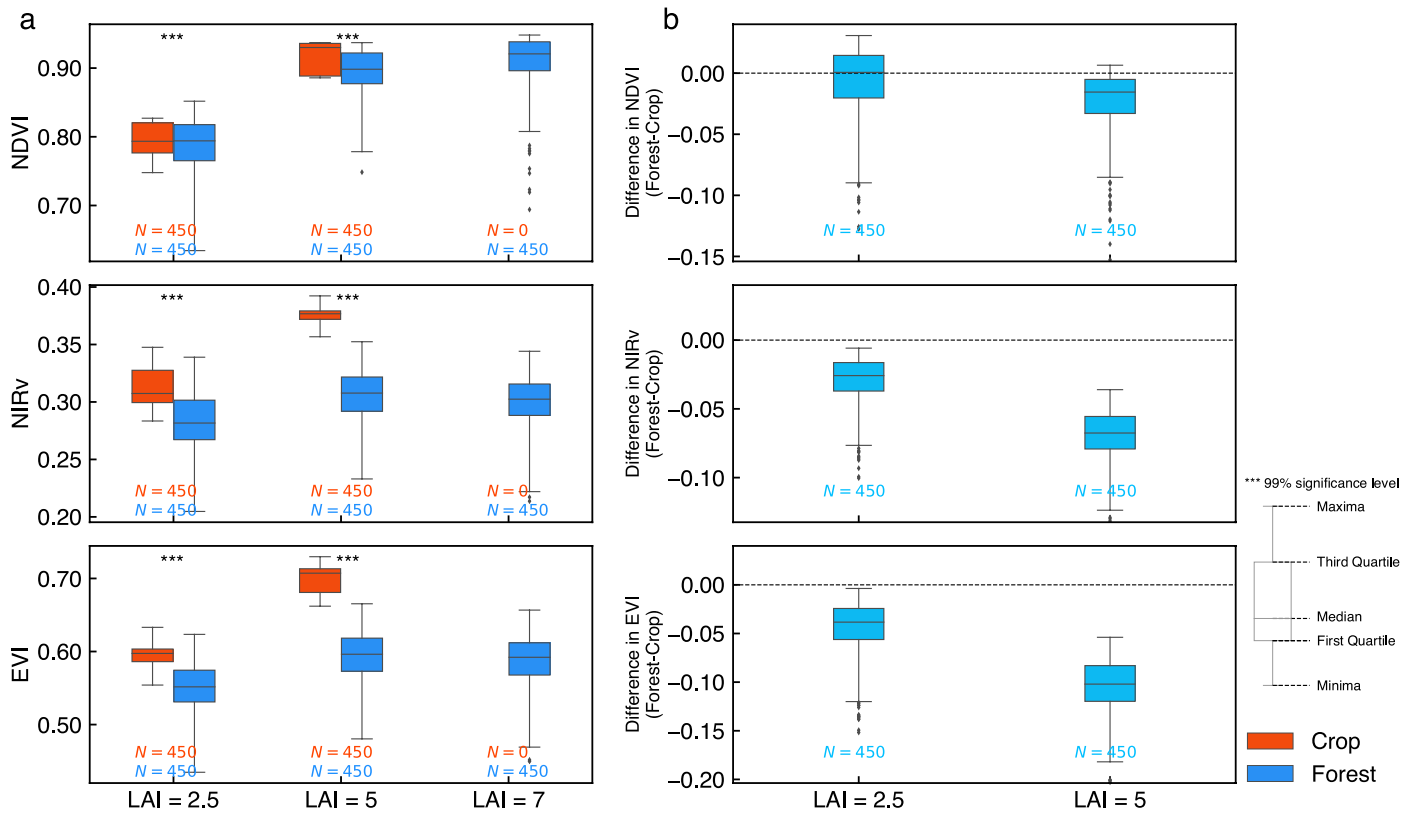 a
NDVI
0.90
0.80
0.70
***
***
N = 450
N = 450
N = 450
N = 450
N = 0
N = 450
NIRv
0.40
0.35
0.30
0.25
0.20
***
***
N = 450
N = 450
N = 450
N = 450
N = 0
N = 450
EVI
0.70
0.60
0.50
***
***
N = 450
N = 450
N = 450
N = 450
N = 0
N = 450
LAI = 2.5
LAI = 5
LAI = 7
b
Difference in NDVI
(Forest-Crop)
0.00
−0.05
−0.10
−0.15
N = 450
N = 450
Difference in NIRv
(Forest-Crop)
0.00
−0.05
−0.10
N = 450
N = 450
Difference in EVI
(Forest-Crop)
0.00
−0.05
−0.10
−0.15
−0.20
N = 450
N = 450
LAI = 2.5
LAI = 5
*** 99% significance level
Maxima
Third Quartile
Median
First Quartile
Minima
Crop
Forest